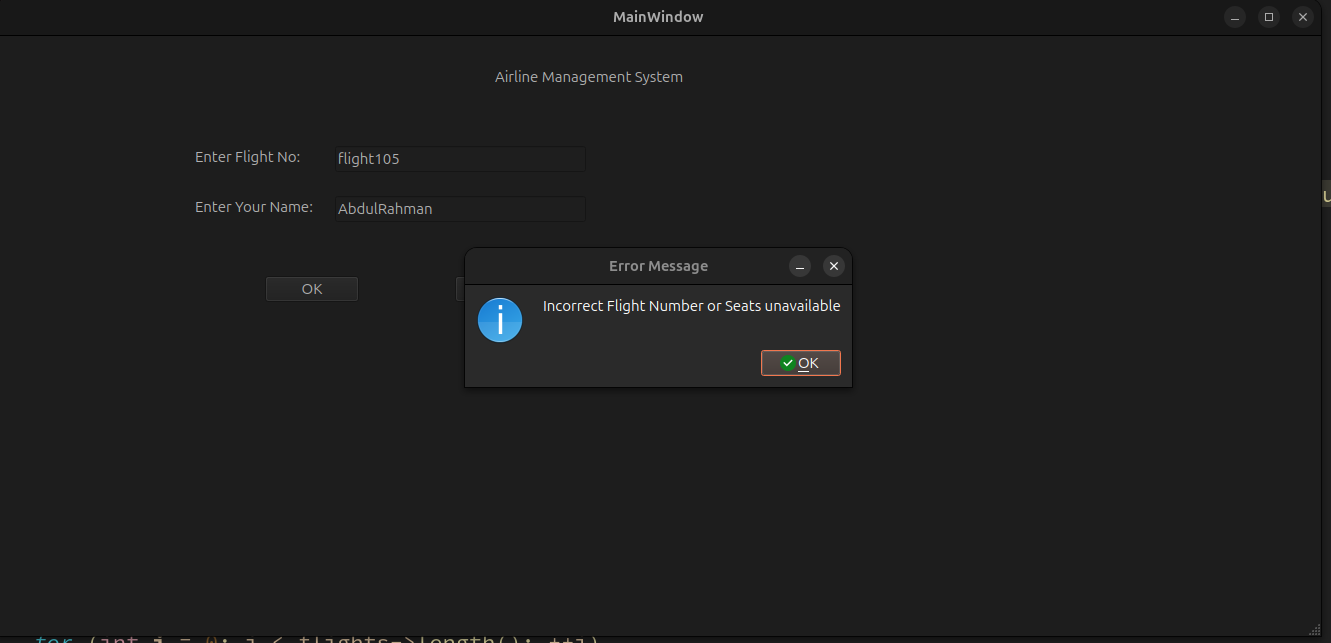 MainWindow
Airline Management System
Enter Flight No: flight105
Enter Your Name: AbdulRahman
Error Message
Incorrect Flight Number or Seats unavailable
OK
OK
for (int i = 0; i < flights->length(); ++i)